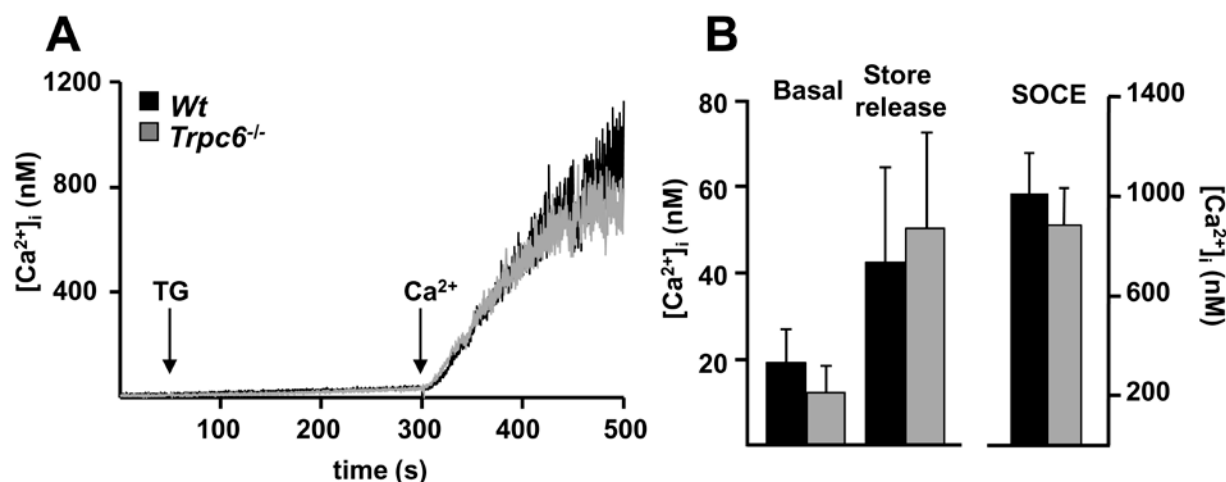 A
[Ca²⁺]ᵢ (nM)
1200
800
400
Wt
Trpc6⁻/⁻
TG
Ca²⁺
100
200
300
400
500
time (s)
B
Basal
Store
release
SOCE
[Ca²⁺]ᵢ (nM)
80
60
40
20
1400
1000
600
200
[Ca²⁺]ᵢ (nM)